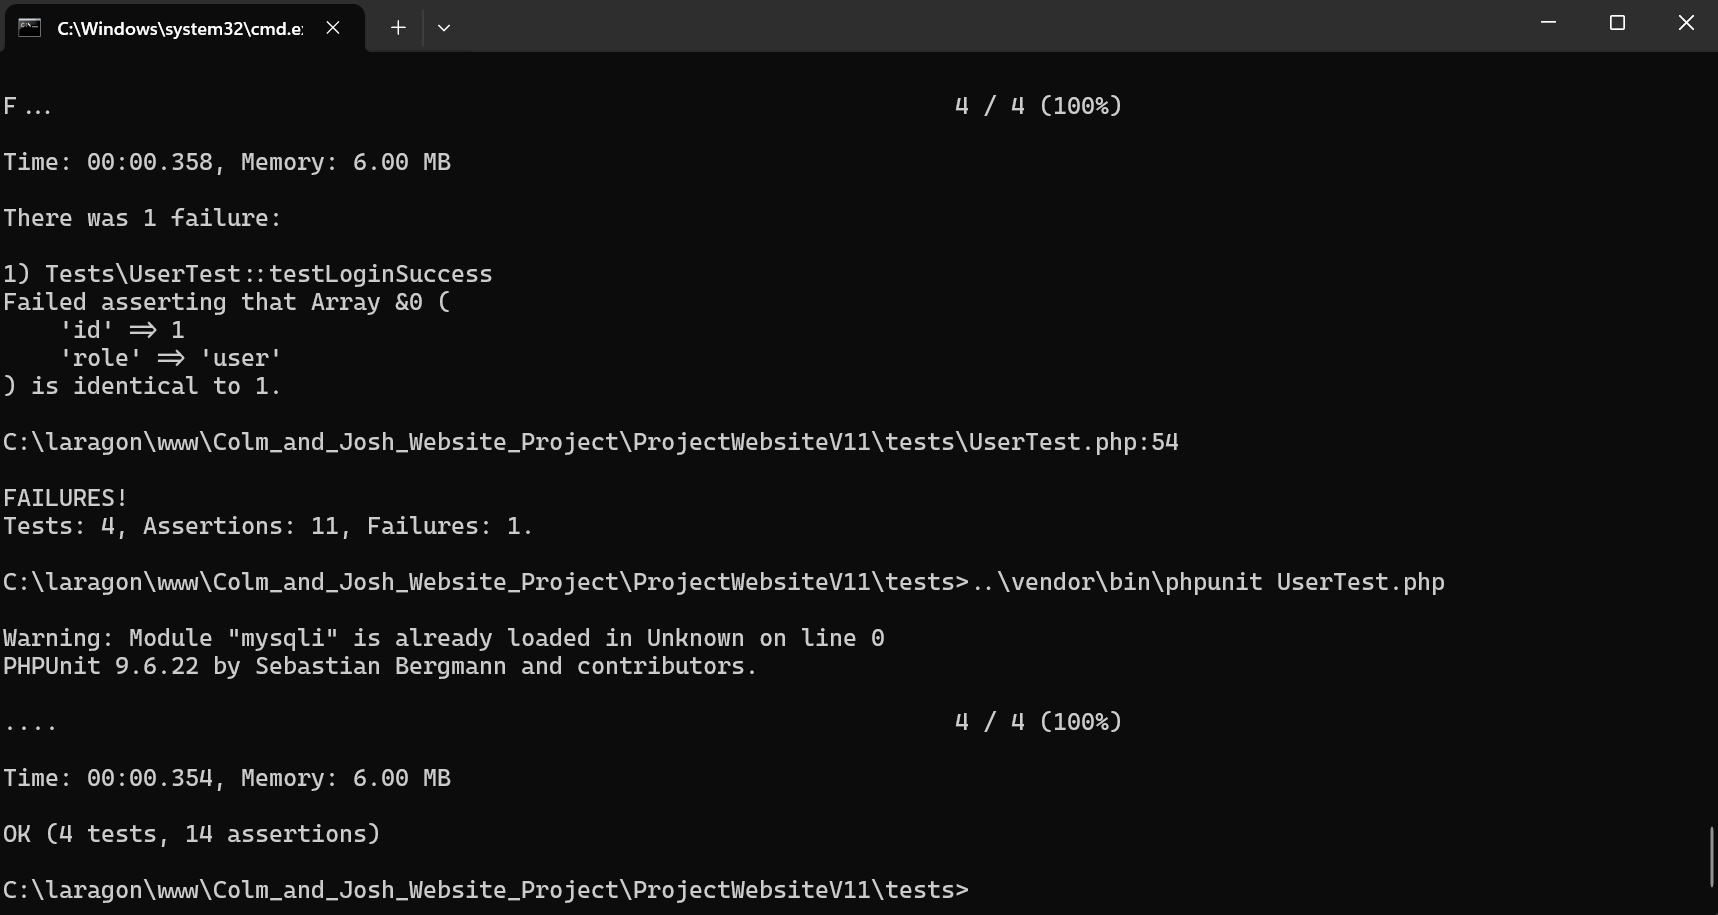 C:\Windows\system32\cmd.e
F...                                                                4 / 4 (100%)
Time: 00:00.358, Memory: 6.00 MB
There was 1 failure:
1) Tests\UserTest::testLoginSuccess
Failed asserting that Array &0 (
    'id' => 1
    'role' => 'user'
) is identical to 1.
C:\laragon\www\Colm_and_Josh_Website_Project\ProjectWebsiteV11\tests\UserTest.php:54
FAILURES!
Tests: 4, Assertions: 11, Failures: 1.
C:\laragon\www\Colm_and_Josh_Website_Project\ProjectWebsiteV11\tests>..\vendor\bin\phpunit UserTest.php
Warning: Module "mysqli" is already loaded in Unknown on line 0
PHPUnit 9.6.22 by Sebastian Bergmann and contributors.
....                                                                4 / 4 (100%)
Time: 00:00.354, Memory: 6.00 MB
OK (4 tests, 14 assertions)
C:\laragon\www\Colm_and_Josh_Website_Project\ProjectWebsiteV11\tests>